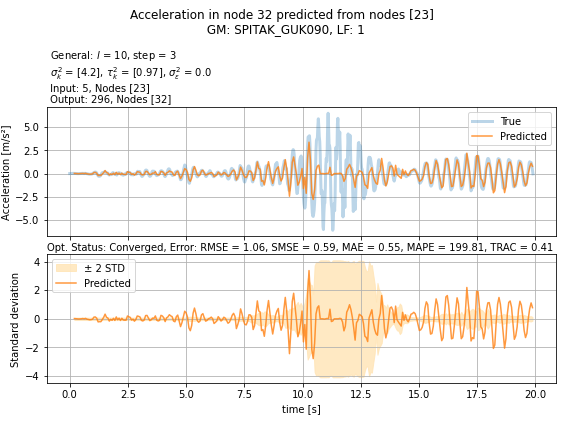 Acceleration in node 32 predicted from nodes [23]
GM: SPITAK_GUK090, LF: 1
General: l = 10, step = 3
σ²ₖ = [4.2], τ²ₖ = [0.97], σ²ₑ = 0.0
Input: 5, Nodes [23]
Output: 296, Nodes [32]
Acceleration [m/s²]
5.0
2.5
0.0
−2.5
−5.0
True
Predicted
Opt. Status: Converged, Error: RMSE = 1.06, SMSE = 0.59, MAE = 0.55, MAPE = 199.81, TRAC = 0.41
Standard deviation
4
2
0
−2
−4
± 2 STD
Predicted
0.0 2.5 5.0 7.5 10.0 12.5 15.0 17.5 20.0
time [s]